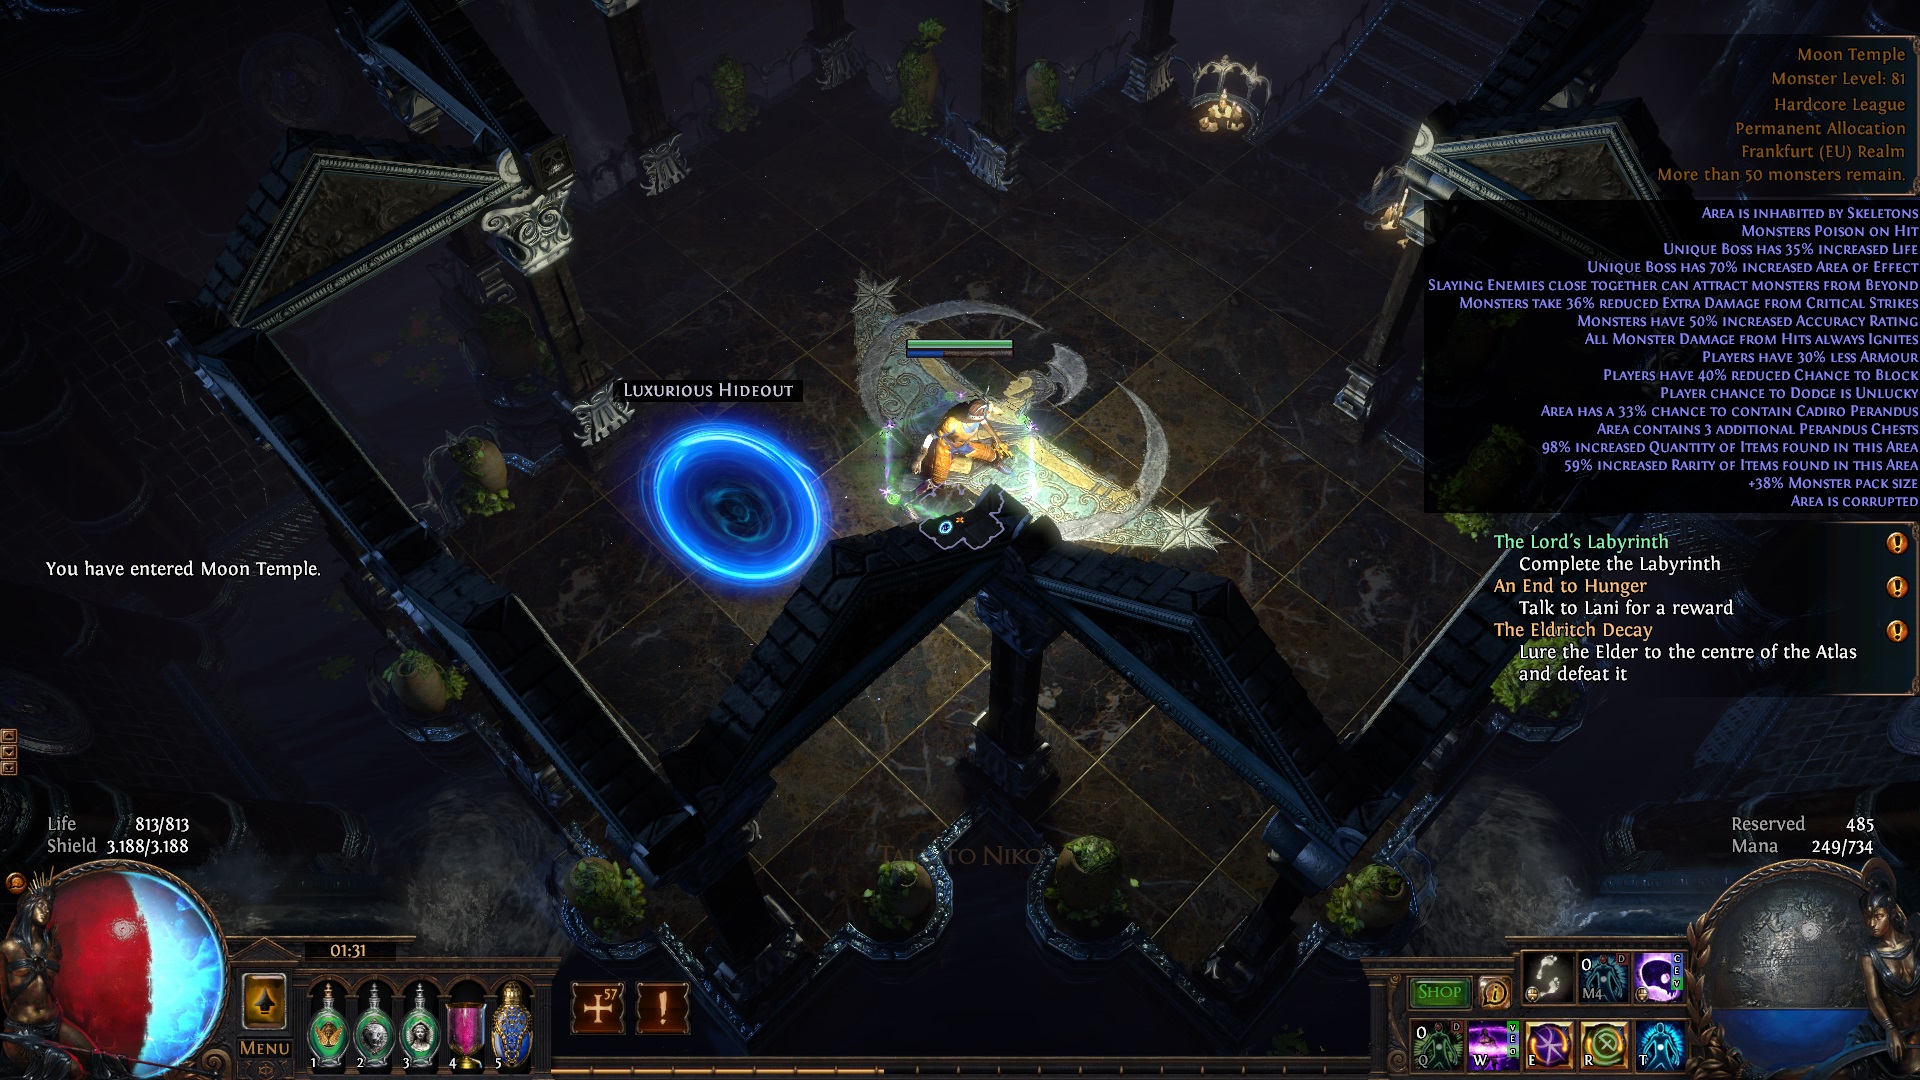 Moon Temple
Monster Level: 81
Hardcore League
Permanent Allocation
Frankfurt (EU) Realm
More than 50 monsters remain.
Area is inhabited by Skeletons
Monsters Poison on Hit
Unique Boss has 35% increased Life
Unique Boss has 70% increased Area of Effect
Slaying Enemies close together can attract monsters from Beyond
Monsters take 36% reduced Extra Damage from Critical Strikes
Monsters have 50% increased Accuracy Rating
All Monster Damage from Hits always Ignites
Players have 30% less Armour
Players have 40% reduced Chance to Block
Player chance to Dodge is Unlucky
Area has a 33% chance to contain Cadiro Perandus
Area contains 3 additional Perandus Chests
98% increased Quantity of Items found in this Area
59% increased Rarity of Items found in this Area
+38% Monster pack size
Area is corrupted
Luxurious Hideout
The Lord's Labyrinth
Complete the Labyrinth
An End to Hunger
Talk to Lani for a reward
The Eldritch Decay
Lure the Elder to the centre of the Atlas
and defeat it
You have entered Moon Temple.
Life 813/813
Shield 3.188/3.188
Reserved 485
Mana 249/734
Talk to Niko
01:31
Menu
1 2 3 4 5
57
Shop
0 D M4 C E V
0 D Q W V E O E R T